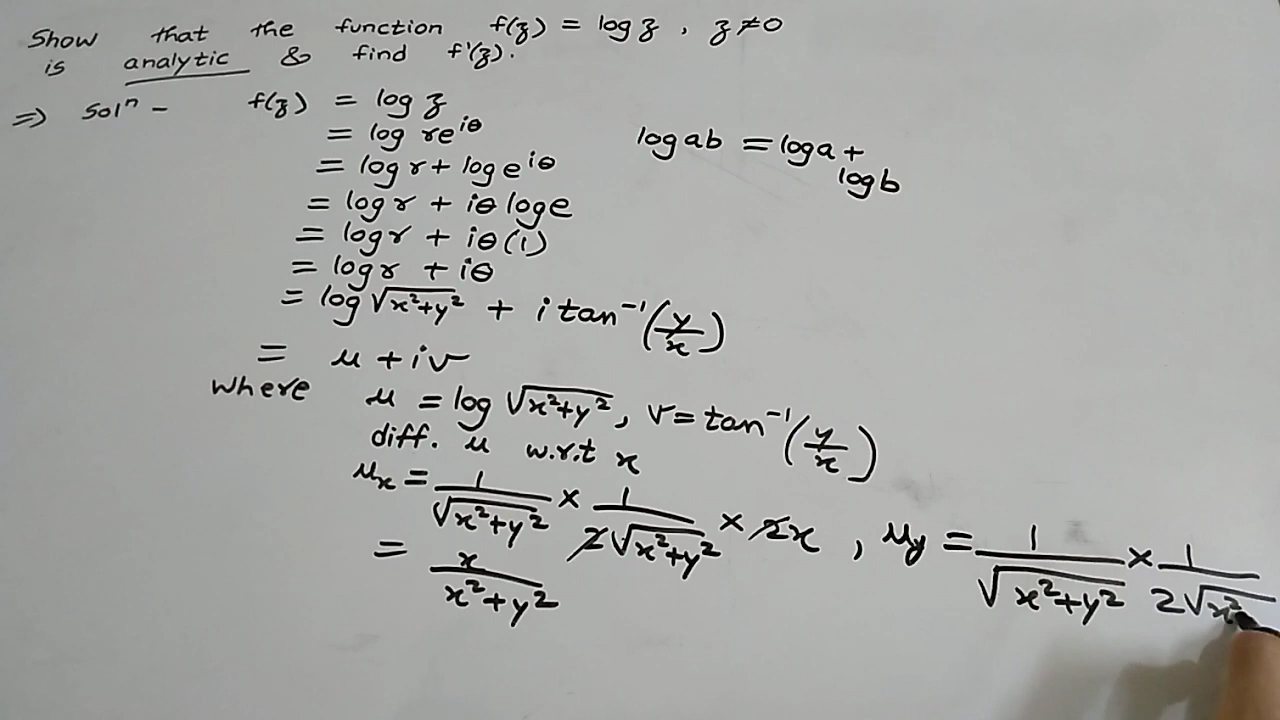 Show that the function f(z) = log z , z ≠ 0
is analytic & find f'(z).
=> Solⁿ - f(z) = log z
= log re^{iθ}
= log r + log e^{iθ}
log ab = log a +
log b
= log r + iθ log e
= log r + iθ(1)
= log r + iθ
= log √(x²+y²) + i tan⁻¹(y/x)
= u + iv
where u = log √(x²+y²), v = tan⁻¹(y/x)
diff. u w.r.t x
u_x = 1/√(x²+y²) × 1/2√(x²+y²) × 2x , u_y = 1/√(x²+y²) × 1/2√x²
= x/x²+y²